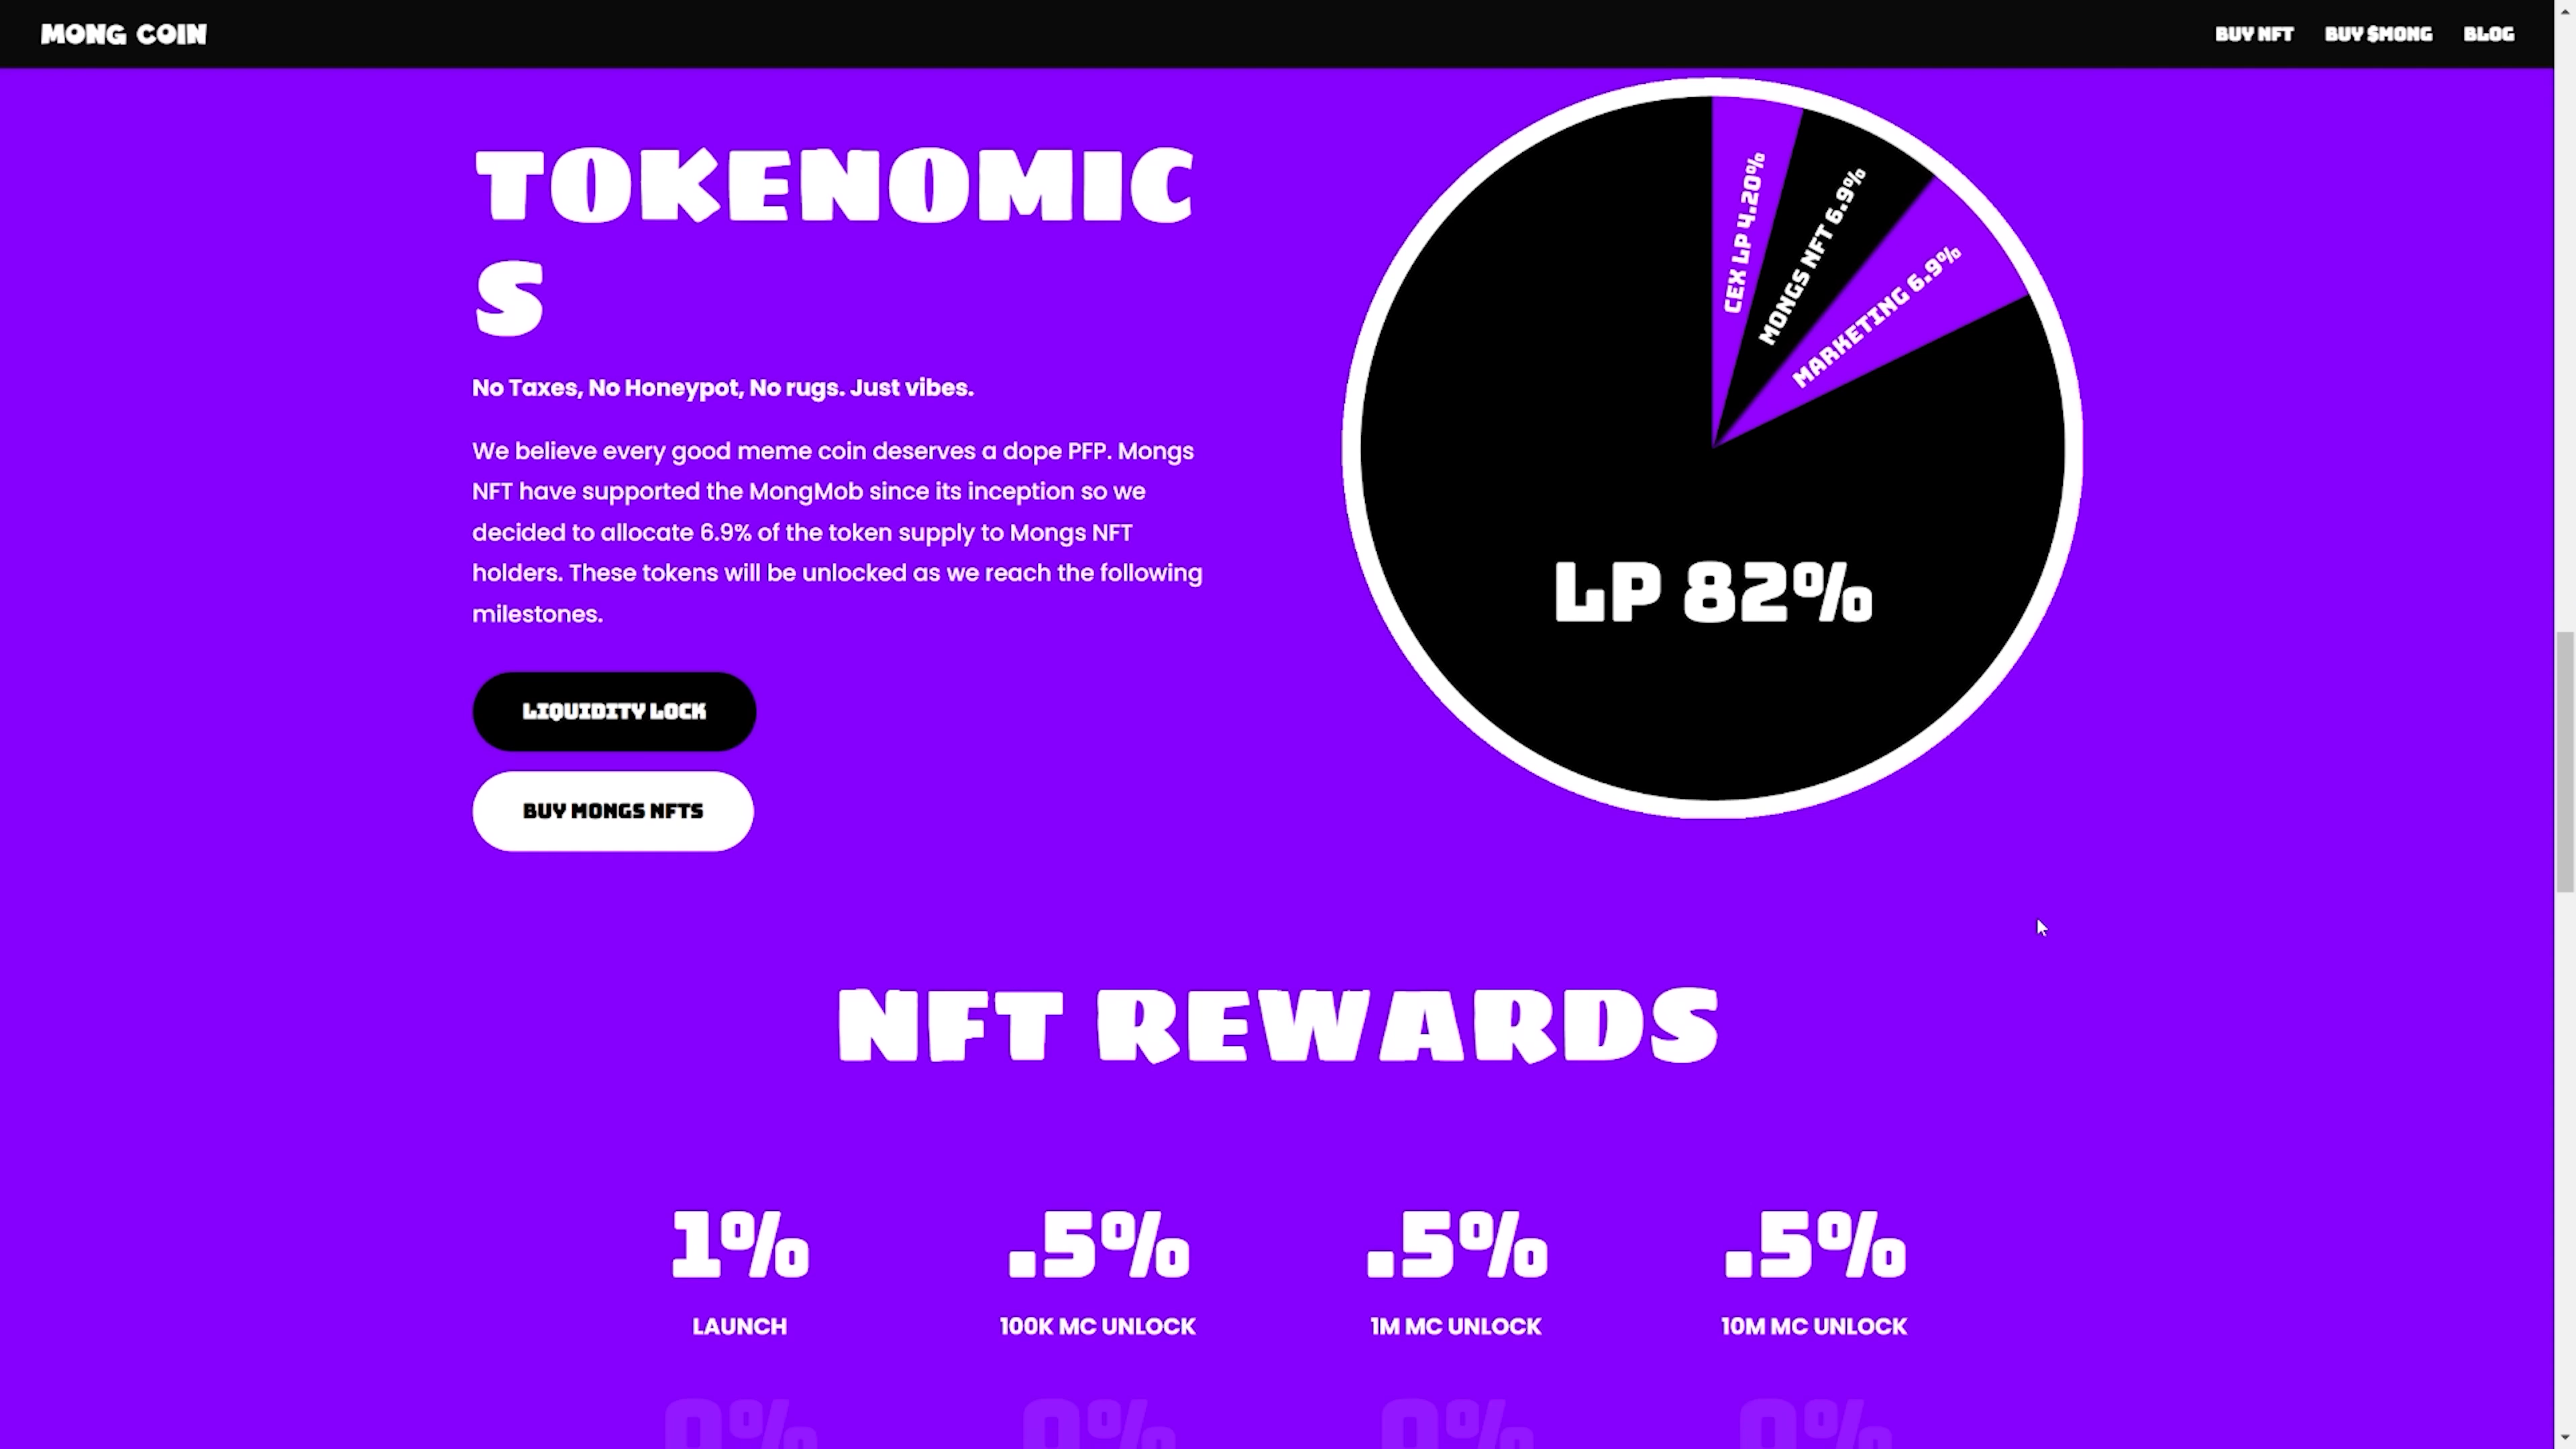 MONG COIN
BUY NFT
BUY $MONG
BLOG
TOKENOMIC
S
No Taxes, No Honeypot, No rugs. Just vibes.
We believe every good meme coin deserves a dope PFP. Mongs
NFT have supported the MongMob since its inception so we
decided to allocate 6.9% of the token supply to Mongs NFT
holders. These tokens will be unlocked as we reach the following
milestones.
LIQUIDITY LOCK
BUY MONGS NFTS
CEX LP 4.20%
MONGS NFT 6.9%
MARKETING 6.9%
LP 82%
NFT REWARDS
1%
LAUNCH
.5%
100K MC UNLOCK
.5%
1M MC UNLOCK
.5%
10M MC UNLOCK
0%
0%
0%
0%